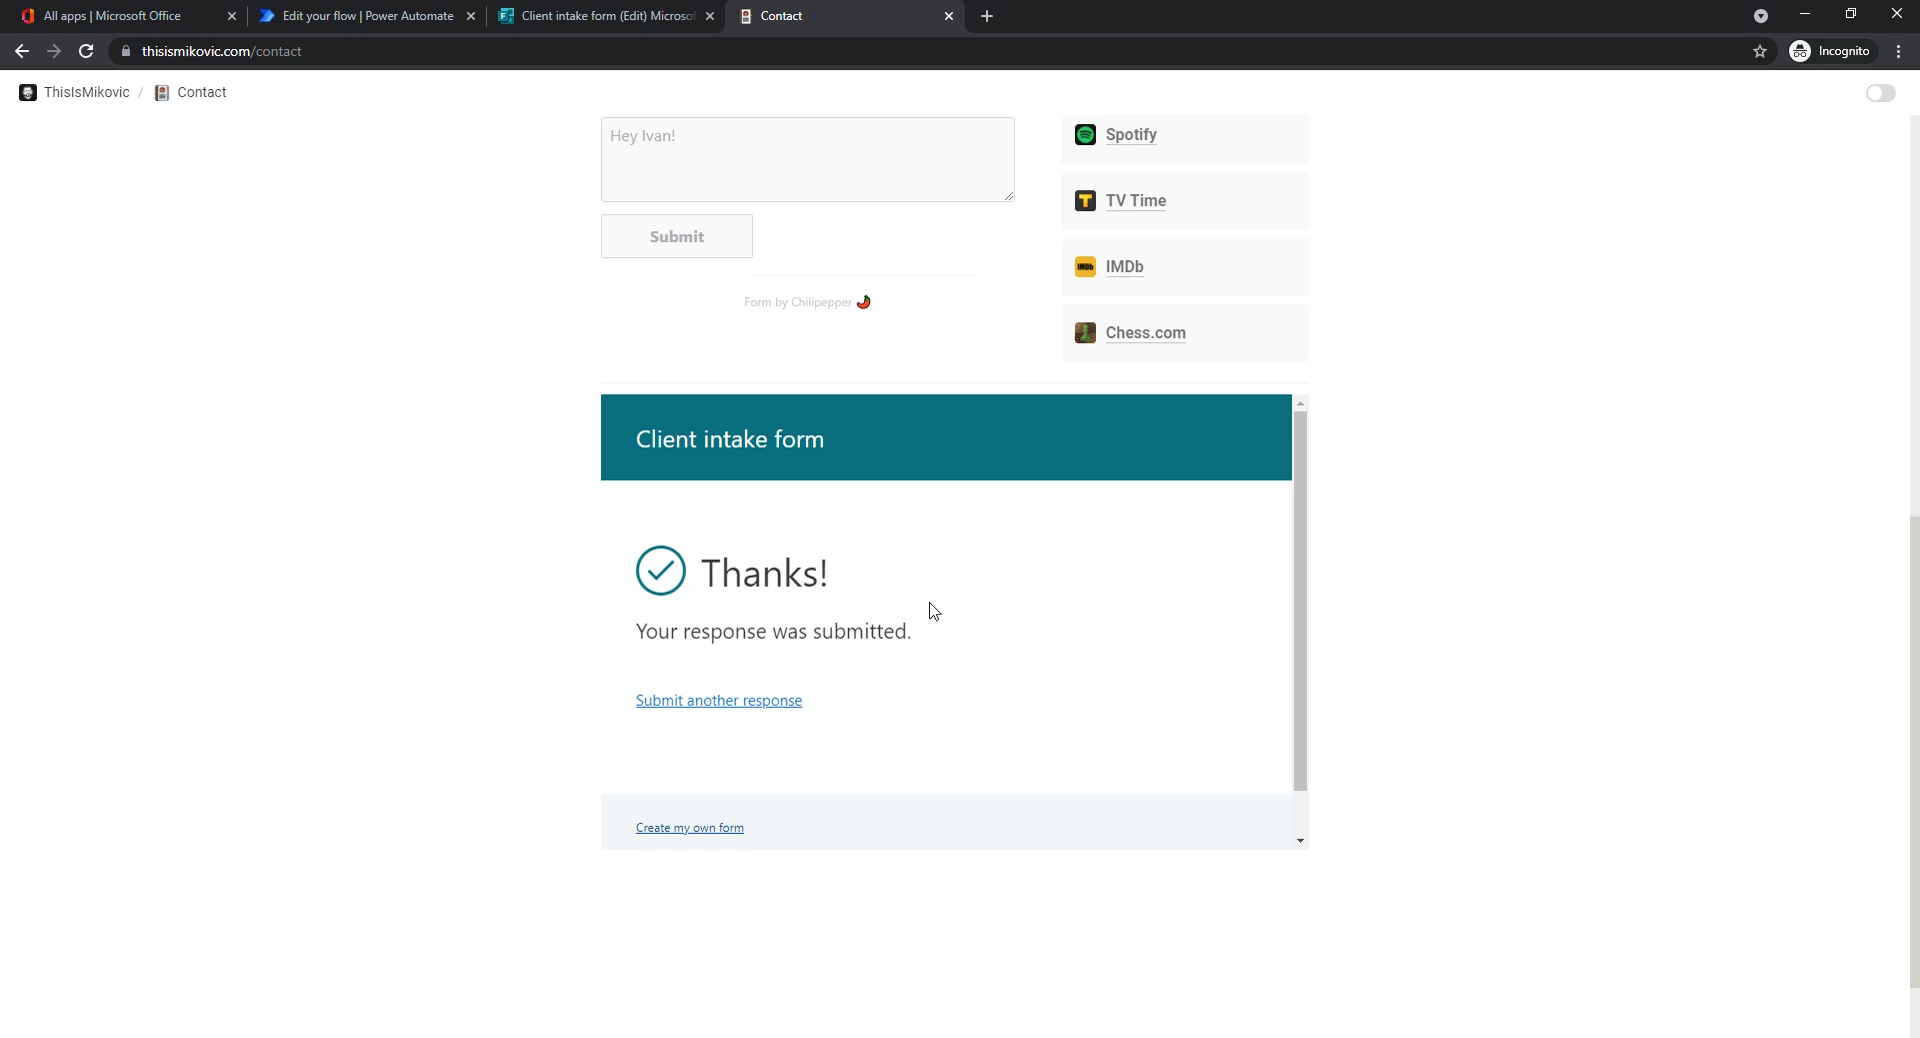 All apps | Microsoft Office
Edit your flow | Power Automate
Client intake form (Edit) Microsof
Contact
thisismikovic.com/contact
Incognito
ThisIsMikovic / Contact
Hey Ivan!
Submit
Form by Chilipepper
Spotify
TV Time
IMDb
IMDb
Chess.com
Client intake form
Thanks!
Your response was submitted.
Submit another response
Create my own form